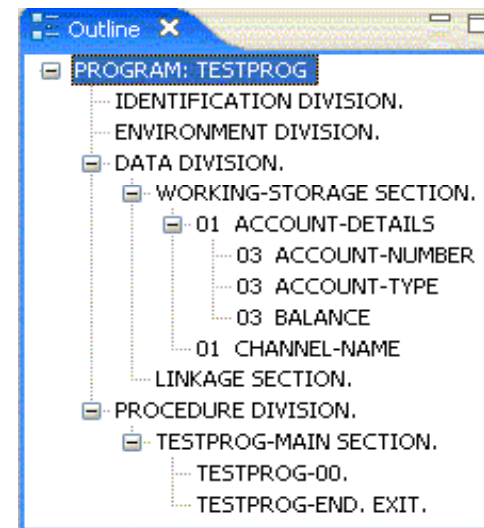 Outline
PROGRAM: TESTPROG
IDENTIFICATION DIVISION.
ENVIRONMENT DIVISION.
DATA DIVISION.
WORKING-STORAGE SECTION.
01 ACCOUNT-DETAILS
03 ACCOUNT-NUMBER
03 ACCOUNT-TYPE
03 BALANCE
01 CHANNEL-NAME
LINKAGE SECTION.
PROCEDURE DIVISION.
TESTPROG-MAIN SECTION.
TESTPROG-00.
TESTPROG-END. EXIT.